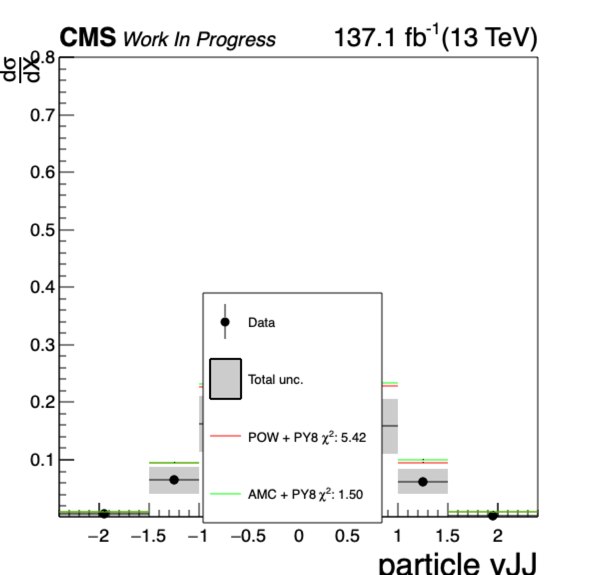 CMS Work In Progress 137.1 fb⁻¹(13 TeV)
dσ
dX
0.8
0.7
0.6
0.5
0.4
0.3
0.2
0.1
Data
Total unc.
POW + PY8 χ²: 5.42
AMC + PY8 χ²: 1.50
−2 −1.5 −1 −0.5 0 0.5 1 1.5 2
particle yJJ